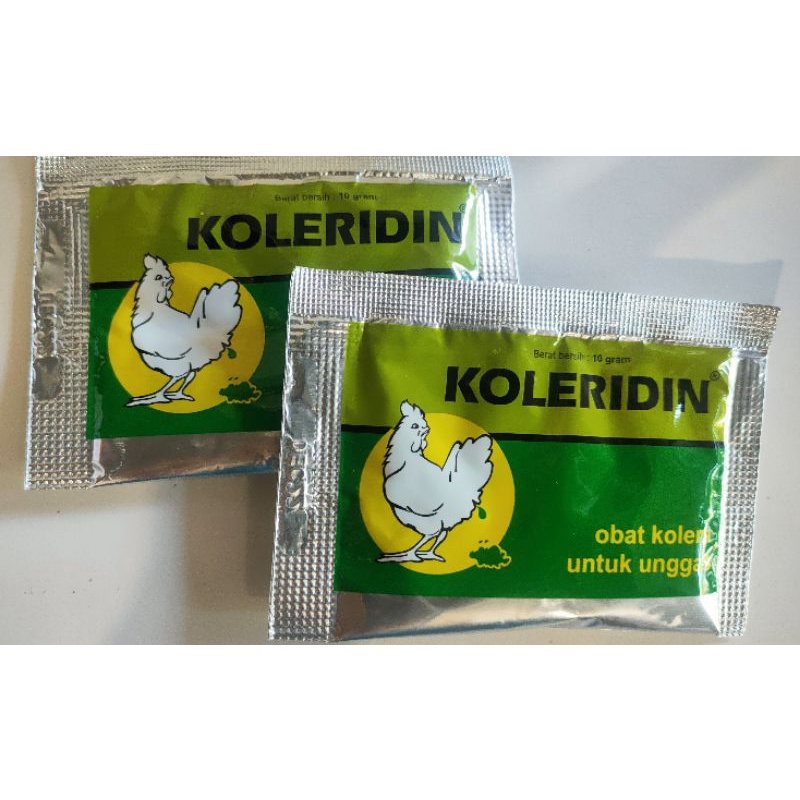 Berat bersih : 10 gram
KOLERIDIN®
Berat bersih : 10 gram
KOLERIDIN®
obat kolera
untuk unggas